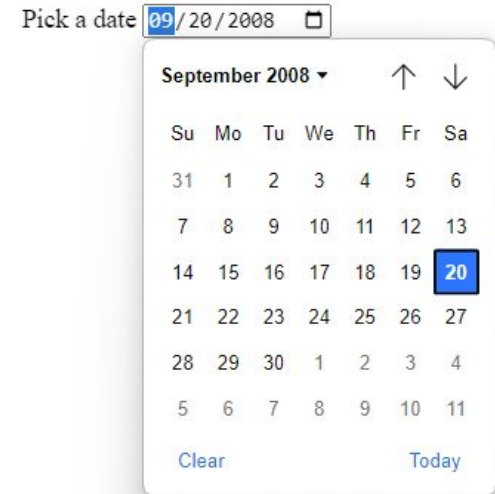 Pick a date 09/20/2008
September 2008
Su Mo Tu We Th Fr Sa
31 1 2 3 4 5 6
7 8 9 10 11 12 13
14 15 16 17 18 19 20
21 22 23 24 25 26 27
28 29 30 1 2 3 4
5 6 7 8 9 10 11
Clear Today